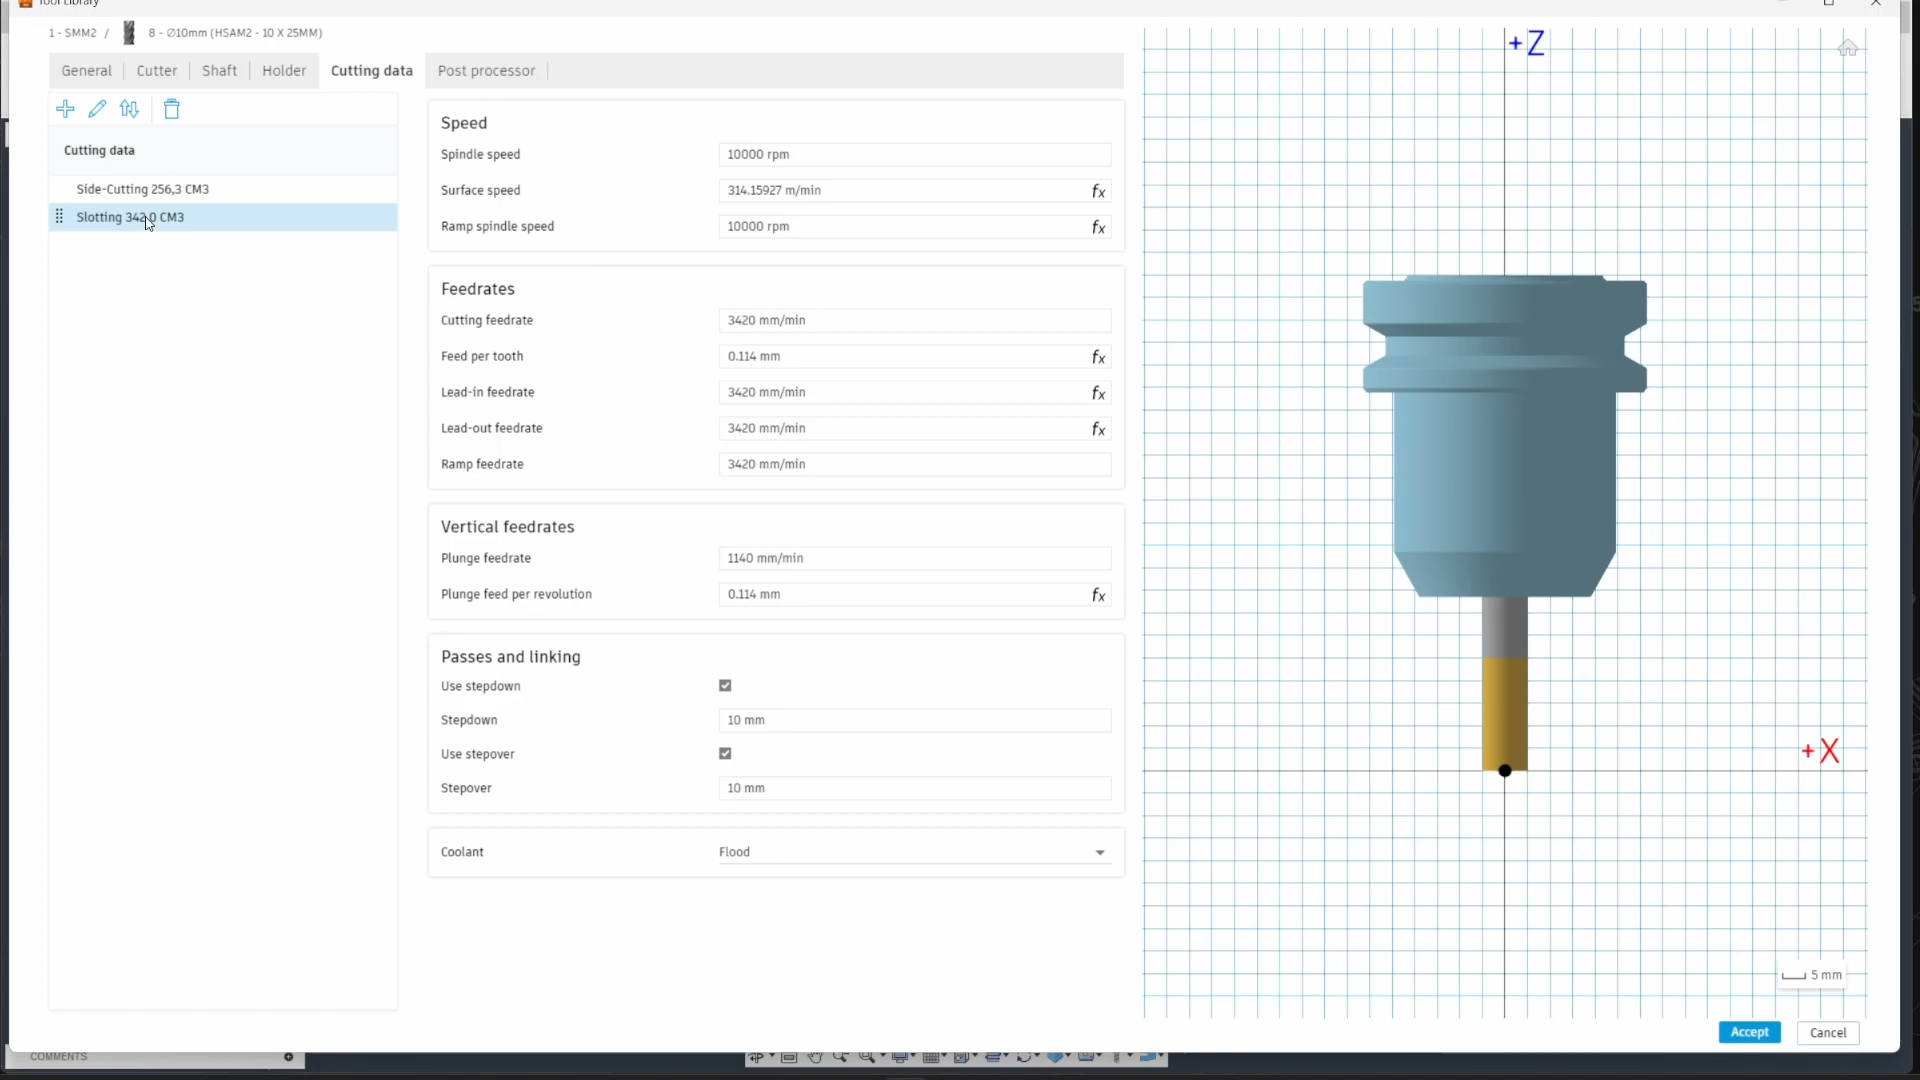 Tool Library
1 - SMM2 / 8 - Ø10mm (HSAM2 - 10 X 25MM)
General Cutter Shaft Holder Cutting data Post processor
Cutting data
Side-Cutting 256,3 CM3
Slotting 342,0 CM3
Speed
Spindle speed 10000 rpm
Surface speed 314.15927 m/min fx
Ramp spindle speed 10000 rpm fx
Feedrates
Cutting feedrate 3420 mm/min
Feed per tooth 0.114 mm fx
Lead-in feedrate 3420 mm/min fx
Lead-out feedrate 3420 mm/min fx
Ramp feedrate 3420 mm/min
Vertical feedrates
Plunge feedrate 1140 mm/min
Plunge feed per revolution 0.114 mm fx
Passes and linking
Use stepdown
Stepdown 10 mm
Use stepover
Stepover 10 mm
Coolant Flood
+Z
+X
5 mm
Accept Cancel
COMMENTS